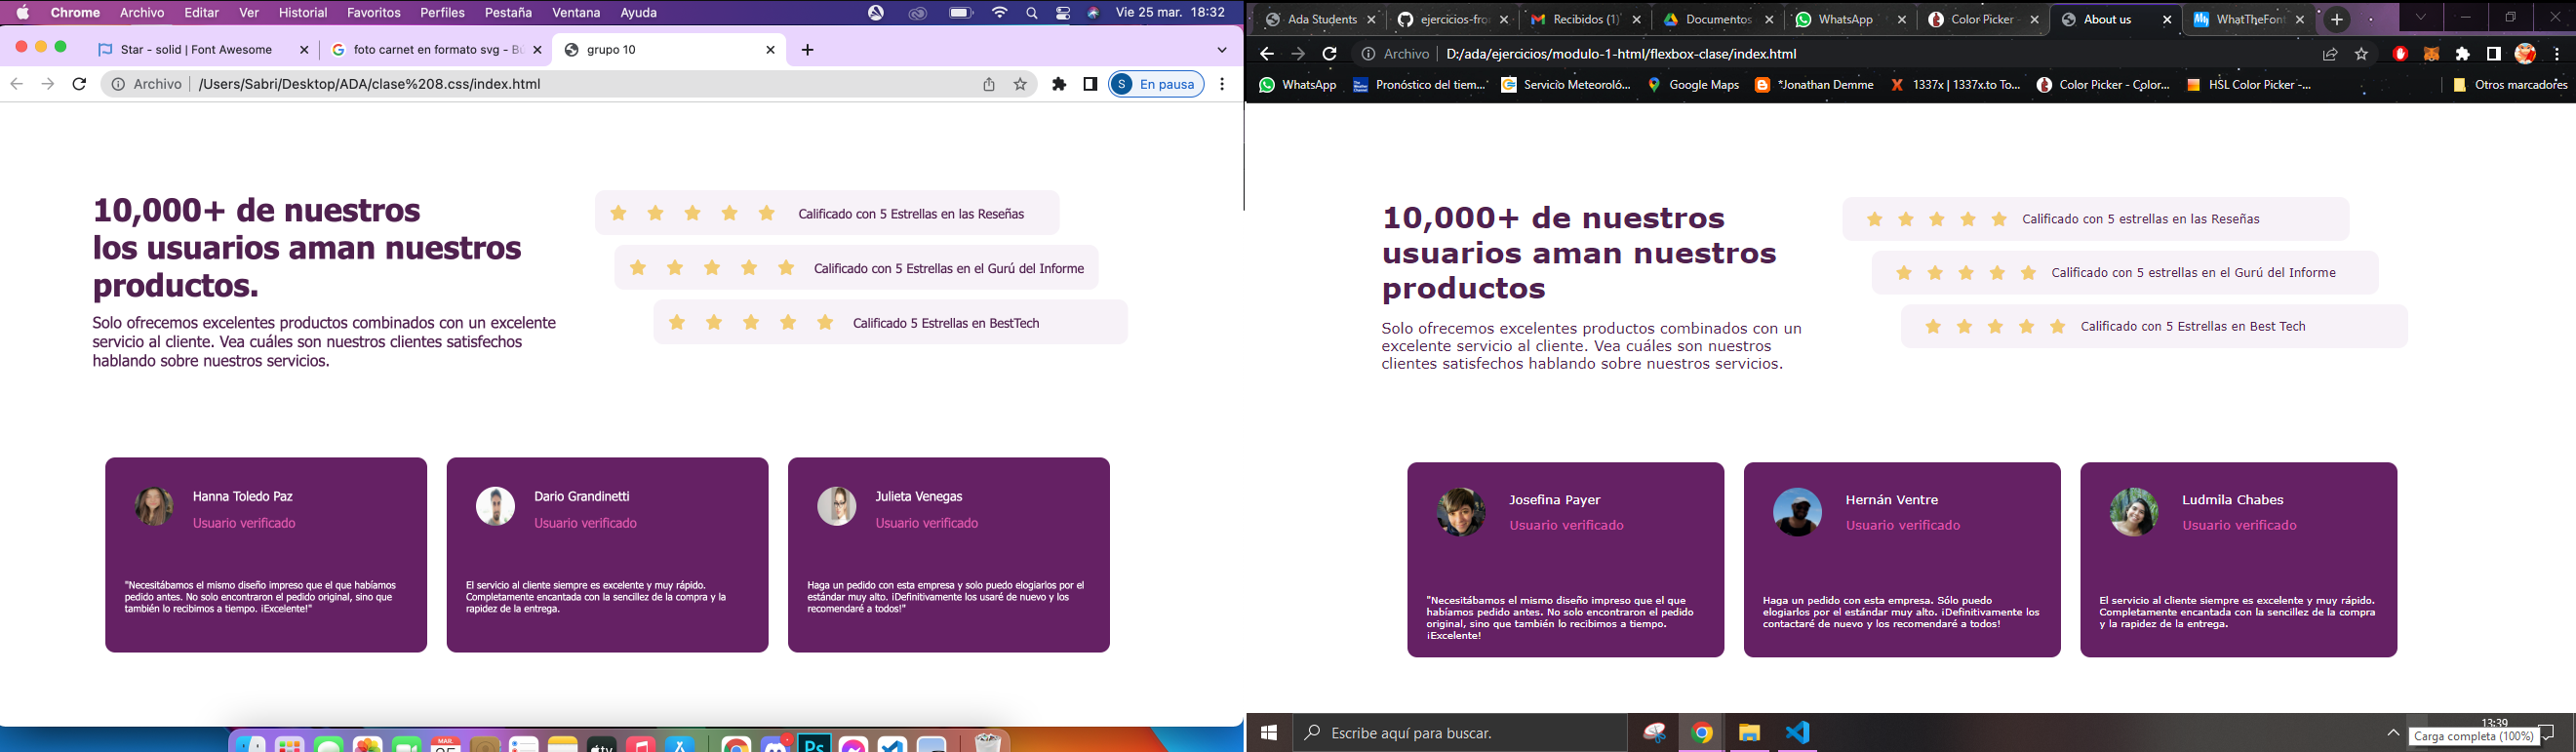 Chrome Archivo Editar Ver Historial Favoritos Perfiles Pestaña Ventana Ayuda Vie 25 mar. 18:32
Star - solid | Font Awesome
foto carnet en formato svg - Bú
grupo 10
Archivo /Users/Sabri/Desktop/ADA/clase%208.css/index.html
S En pausa
10,000+ de nuestros
los usuarios aman nuestros
productos.
Solo ofrecemos excelentes productos combinados con un excelente
servicio al cliente. Vea cuáles son nuestros clientes satisfechos
hablando sobre nuestros servicios.
Calificado con 5 Estrellas en las Reseñas
Calificado con 5 Estrellas en el Gurú del Informe
Calificado 5 Estrellas en BestTech
Hanna Toledo Paz
Usuario verificado
"Necesitábamos el mismo diseño impreso que el que habíamos
pedido antes. No solo encontraron el pedido original, sino que
también lo recibimos a tiempo. ¡Excelente!"
Dario Grandinetti
Usuario verificado
El servicio al cliente siempre es excelente y muy rápido.
Completamente encantada con la sencillez de la compra y la
rapidez de la entrega.
Julieta Venegas
Usuario verificado
Haga un pedido con esta empresa y solo puedo elogiarlos por el
estándar muy alto. ¡Definitivamente los usaré de nuevo y los
recomendaré a todos!"
MAR.
tv
Ps
Ada Students
ejercicios-fron
Recibidos (1)
Documentos
WhatsApp
Color Picker -
About us
WhatTheFont
Archivo D:/ada/ejercicios/modulo-1-html/flexbox-clase/index.html
WhatsApp Pronóstico del tiem... Servicio Meteoroló... Google Maps *Jonathan Demme 1337x | 1337x.to To... Color Picker - Color... HSL Color Picker -... Otros marcadores
10,000+ de nuestros
usuarios aman nuestros
productos
Solo ofrecemos excelentes productos combinados con un
excelente servicio al cliente. Vea cuáles son nuestros
clientes satisfechos hablando sobre nuestros servicios.
Calificado con 5 estrellas en las Reseñas
Calificado con 5 estrellas en el Gurú del Informe
Calificado con 5 Estrellas en Best Tech
Josefina Payer
Usuario verificado
"Necesitábamos el mismo diseño impreso que el que
habíamos pedido antes. No solo encontraron el pedido
original, sino que también lo recibimos a tiempo.
¡Excelente!
Hernán Ventre
Usuario verificado
Haga un pedido con esta empresa. Sólo puedo
elogiarlos por el estándar muy alto. ¡Definitivamente los
contactaré de nuevo y los recomendaré a todos!
Ludmila Chabes
Usuario verificado
El servicio al cliente siempre es excelente y muy rápido.
Completamente encantada con la sencillez de la compra
y la rapidez de la entrega.
Escribe aquí para buscar.
13:39
Carga completa (100%)